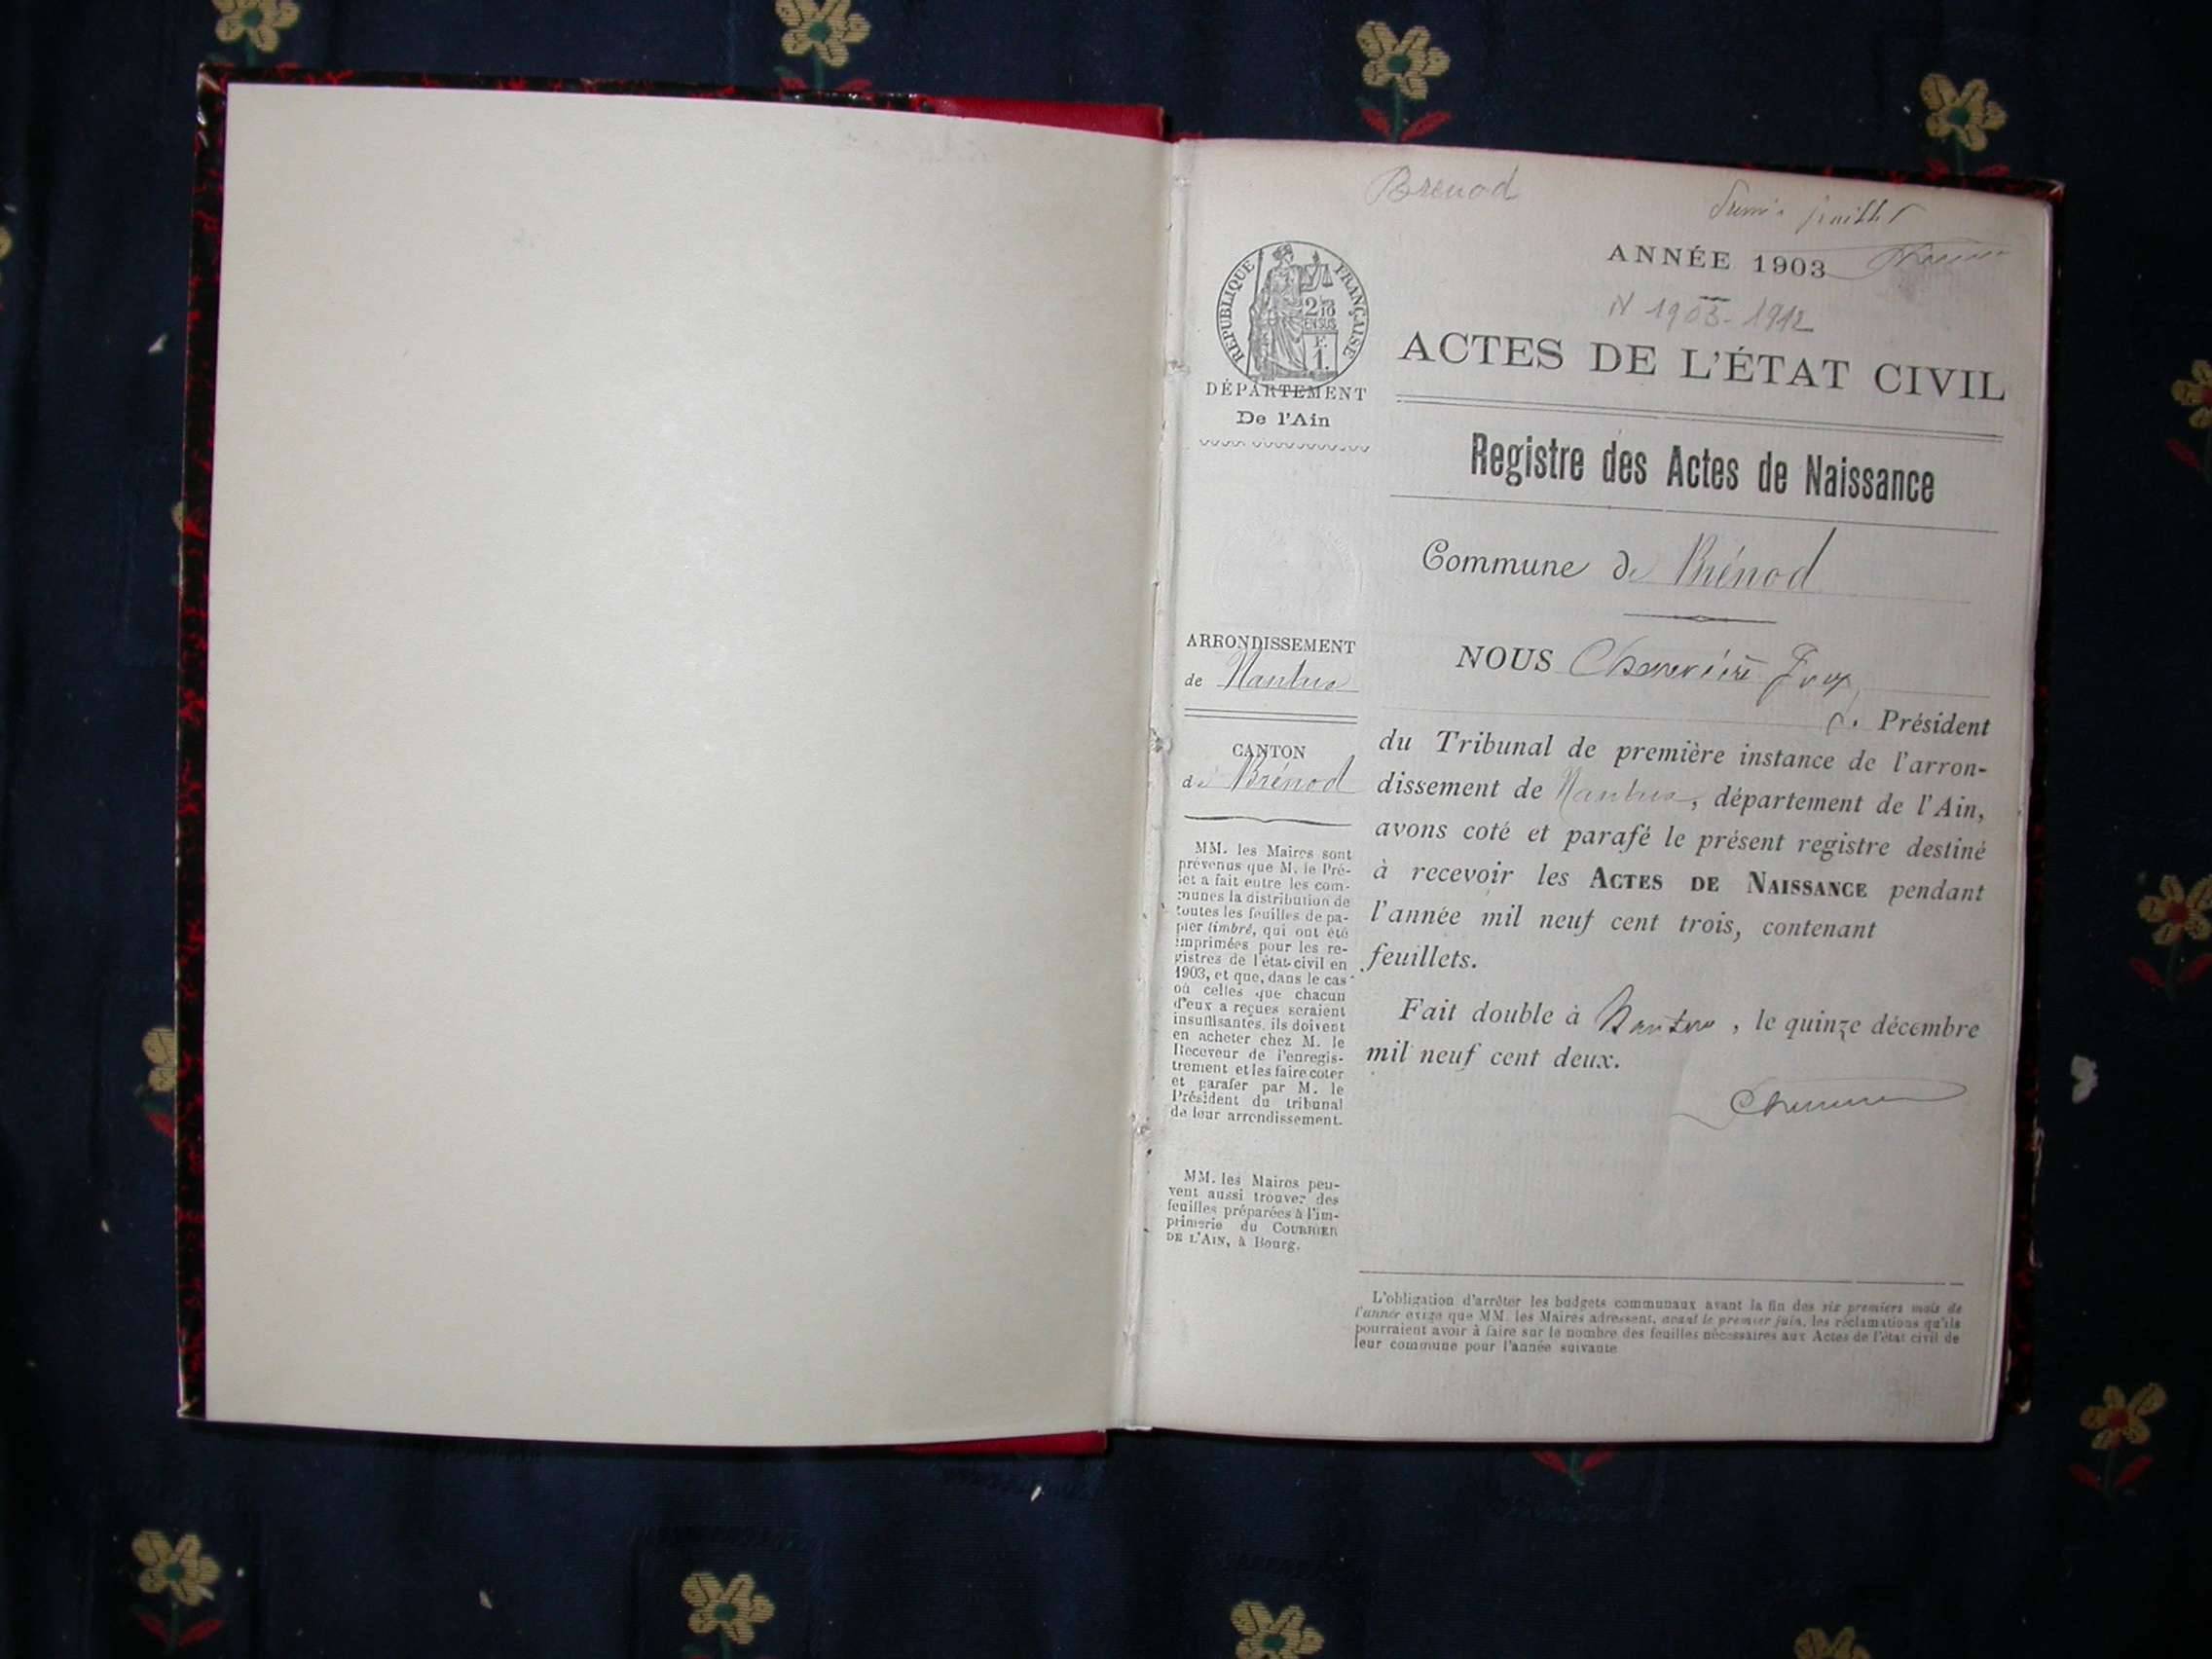 Brenod
Premier feuillet
ANNÉE 1903
N 1903-1912
RÉPUBLIQUE FRANÇAISE
2/10
EN SUS
F.
1.
ACTES DE L'ÉTAT CIVIL
DÉPARTEMENT
De l'Ain
Registre des Actes de Naissance
Commune de Brénod
ARRONDISSEMENT
de Nantua
CANTON
de Brénod
MM. les Maires sont
prévenus que M. le Pré-
fet a fait entre les com-
munes la distribution de
toutes les feuilles de pa-
pier timbré, qui ont été
imprimées pour les re-
gistres de l'état-civil en
1903, et que, dans le cas
où celles que chacun
d'eux a reçues seraient
insuffisantes, ils doivent
en acheter chez M. le
Receveur de l'enregis-
trement et les faire coter
et parafer par M. le
Président du tribunal
de leur arrondissement.
MM. les Maires peu-
vent aussi trouver des
feuilles préparées à l'im-
primerie du COURRIER
DE L'AIN, à Bourg.
NOUS
Président
du Tribunal de première instance de l'arron-
dissement de Nantua, département de l'Ain,
avons coté et parafé le présent registre destiné
à recevoir les ACTES DE NAISSANCE pendant
l'année mil neuf cent trois, contenant
feuillets.
Fait double à Nantua, le quinze décembre
mil neuf cent deux.
L'obligation d'arrêter les budgets communaux avant la fin des six premiers mois de
l'année exige que MM. les Maires adressent, avant le premier juin, les réclamations qu'ils
pourraient avoir à faire sur le nombre des feuilles nécessaires aux Actes de l'état civil de
leur commune pour l'année suivante